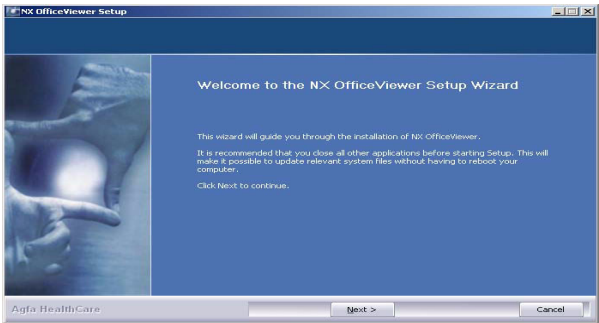 NX OfficeViewer Setup
Welcome to the NX OfficeViewer Setup Wizard
This wizard will guide you through the installation of NX OfficeViewer.
It is recommended that you close all other applications before starting Setup. This will
make it possible to update relevant system files without having to reboot your
computer.
Click Next to continue.
Agfa HealthCare
Next >
Cancel